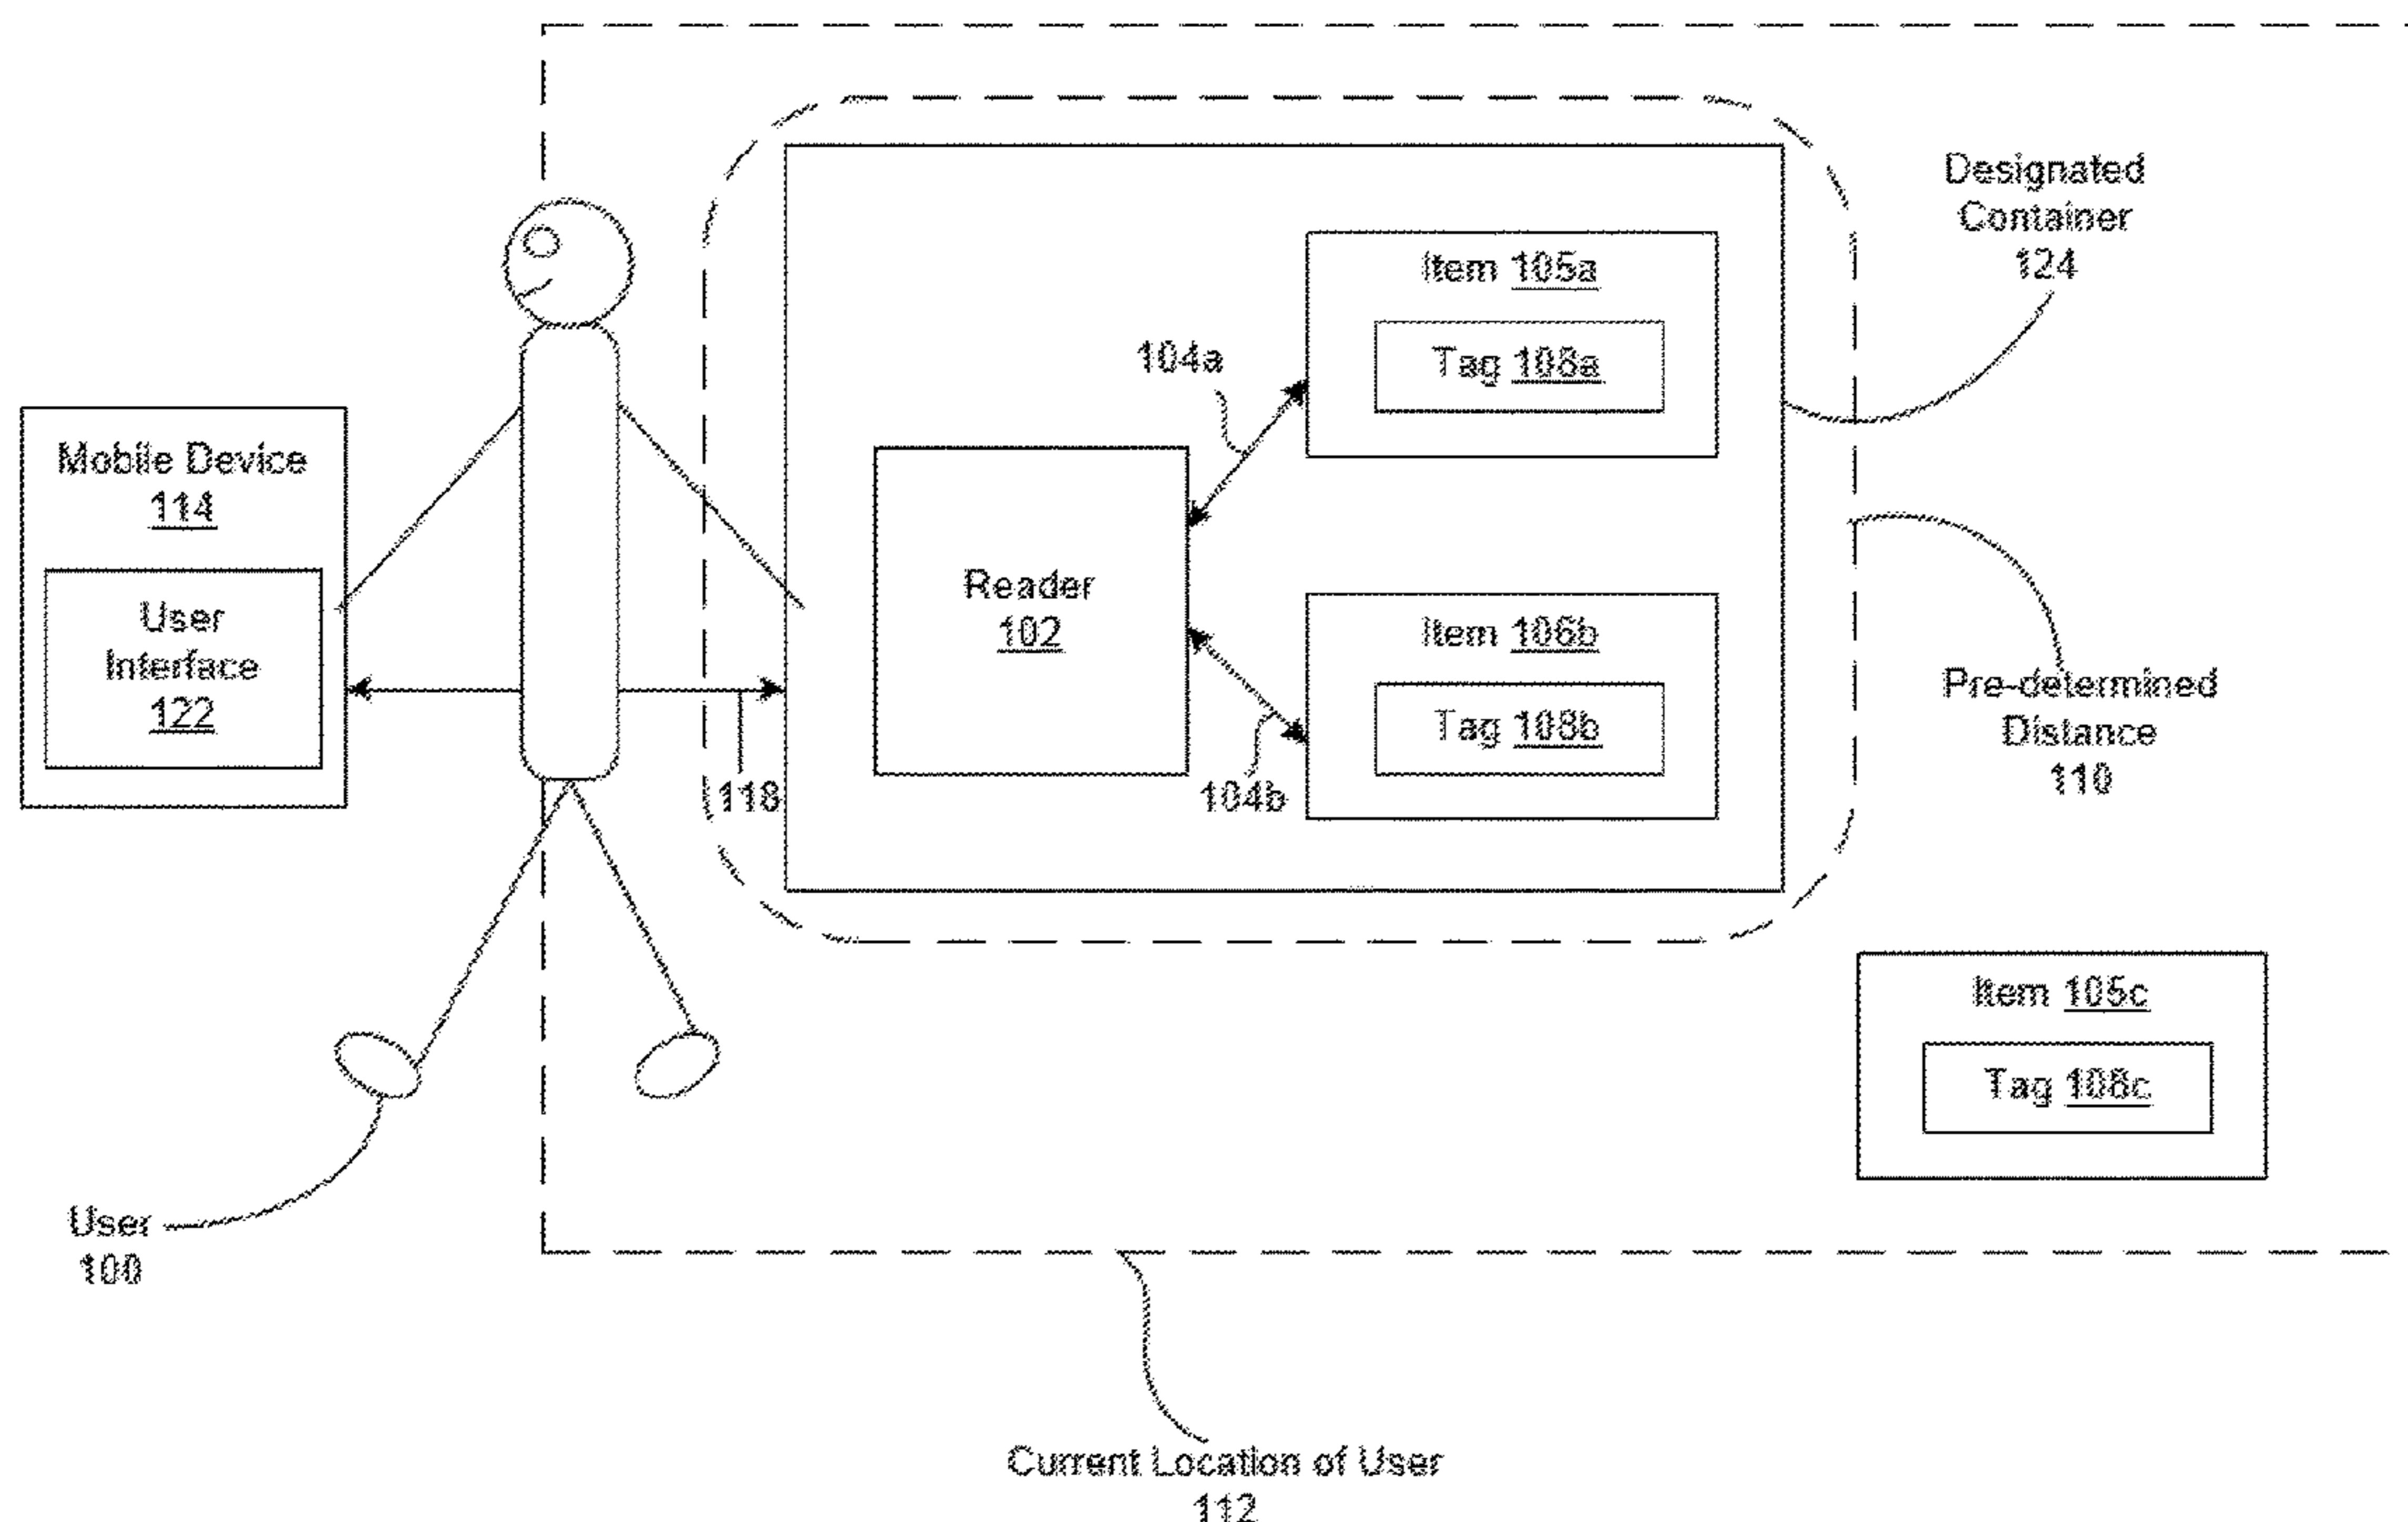 Designated
Container
124
Item 105a
Tag 108a
104a
Mobile Device
114
User
Interface
122
Reader
102
Item 106b
Tag 108b
104b
118
Pre-determined
Distance
110
Item 105c
Tag 108c
User
100
Current Location of User
112